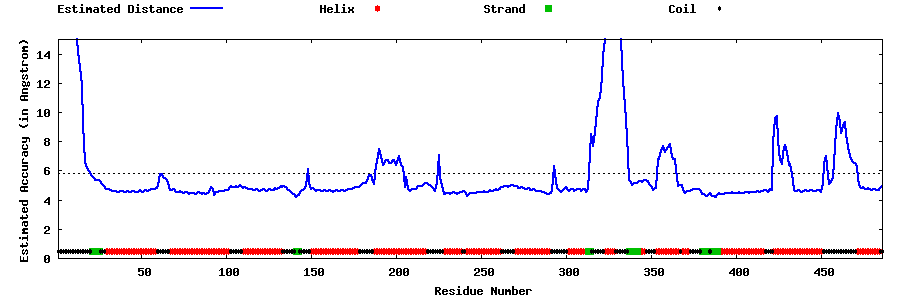 Estimated Distance Helix Strand Coil
Estimated Accuracy (in Angstrom)
14
12
10
8
6
4
2
0
50 100 150 200 250 300 350 400 450
Residue Number